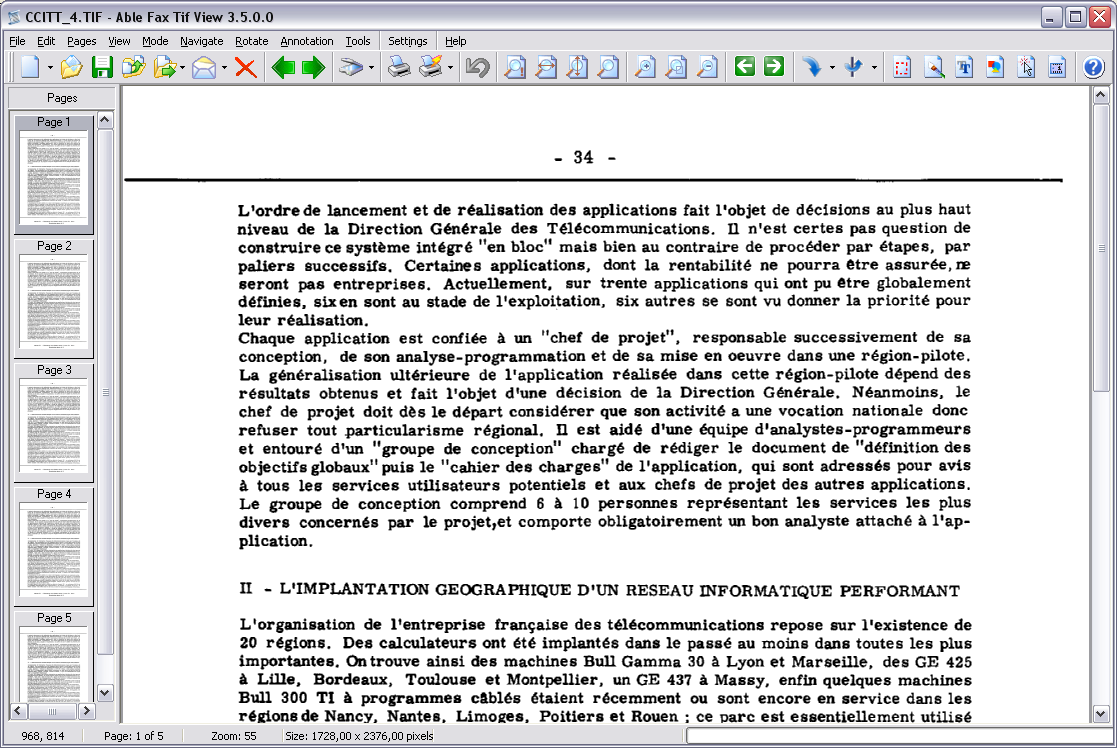 CCITT_4.TIF - Able Fax Tif View 3.5.0.0
File Edit Pages View Mode Navigate Rotate Annotation Tools Settings Help
Pages
Page 1
Page 2
Page 3
Page 4
Page 5
- 34 -
L'ordre de lancement et de réalisation des applications fait l'objet de décisions au plus haut
niveau de la Direction Générale des Télécommunications. Il n'est certes pas question de
construire ce système intégré "en bloc" mais bien au contraire de procéder par étapes, par
paliers successifs. Certaines applications, dont la rentabilité ne pourra être assurée, ne
seront pas entreprises. Actuellement, sur trente applications qui ont pu être globalement
définies, six en sont au stade de l'exploitation, six autres se sont vu donner la priorité pour
leur réalisation.
Chaque application est confiée à un "chef de projet", responsable successivement de sa
conception, de son analyse-programmation et de sa mise en oeuvre dans une région-pilote.
La généralisation ultérieure de l'application réalisée dans cette région-pilote dépend des
résultats obtenus et fait l'objet d'une décision de la Direction Générale. Néanmoins, le
chef de projet doit dès le départ considérer que son activité a une vocation nationale donc
refuser tout particularisme régional. Il est aidé d'une équipe d'analystes-programmeurs
et entouré d'un "groupe de conception" chargé de rédiger le document de "définition des
objectifs globaux" puis le "cahier des charges" de l'application, qui sont adressés pour avis
à tous les services utilisateurs potentiels et aux chefs de projet des autres applications.
Le groupe de conception comprend 6 à 10 personnes représentant les services les plus
divers concernés par le projet,et comporte obligatoirement un bon analyste attaché à l'ap-
plication.
II - L'IMPLANTATION GEOGRAPHIQUE D'UN RESEAU INFORMATIQUE PERFORMANT
L'organisation de l'entreprise française des télécommunications repose sur l'existence de
20 régions. Des calculateurs ont été implantés dans le passé au moins dans toutes les plus
importantes. On trouve ainsi des machines Bull Gamma 30 à Lyon et Marseille, des GE 425
à Lille, Bordeaux, Toulouse et Montpellier, un GE 437 à Massy, enfin quelques machines
Bull 300 TI à programmes câblés étaient récemment ou sont encore en service dans les
régions de Nancy, Nantes, Limoges, Poitiers et Rouen ; ce parc est essentiellement utilisé
968, 814 Page: 1 of 5 Zoom: 55 Size: 1728,00 x 2376,00 pixels